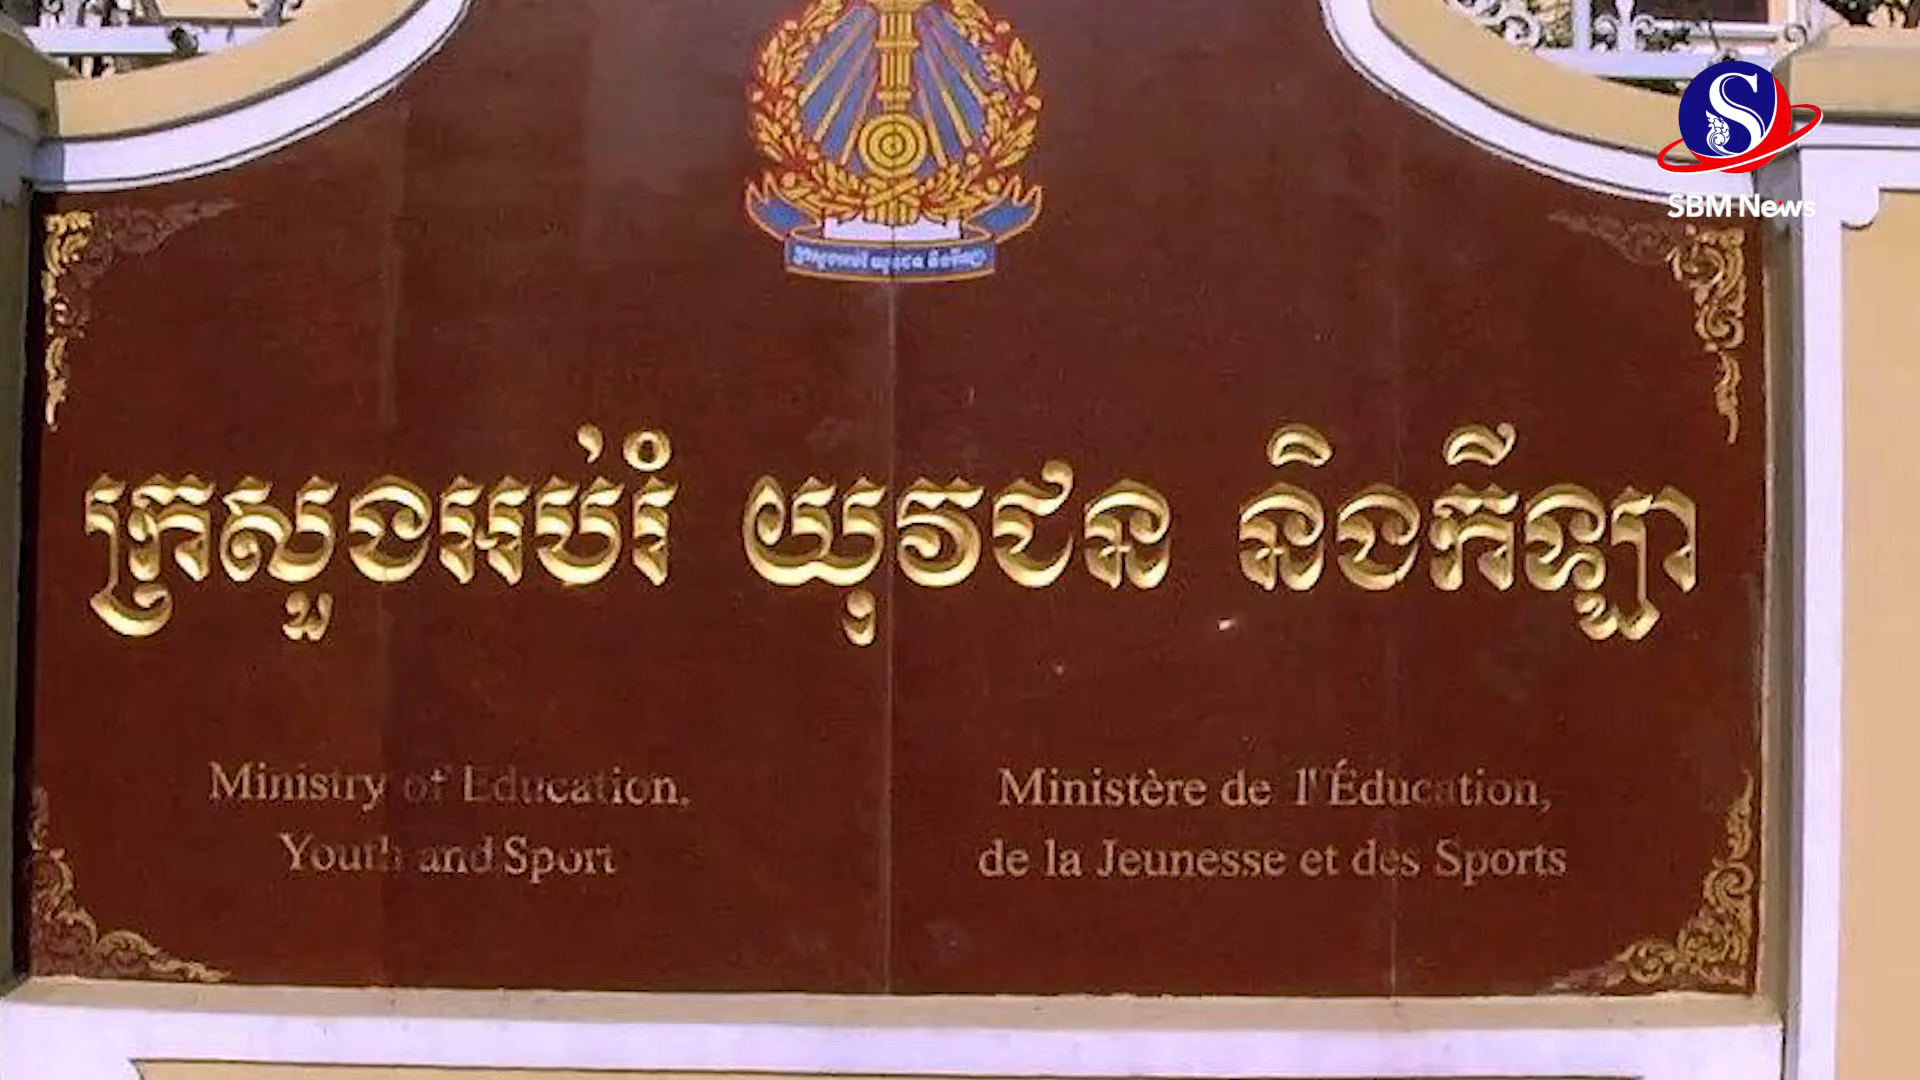 SBM News
ក្រសួងអប់រំ យុវជន និងកីឡា
Ministry of Education,
Youth and Sport
Ministère de l'Éducation,
de la Jeunesse et des Sports